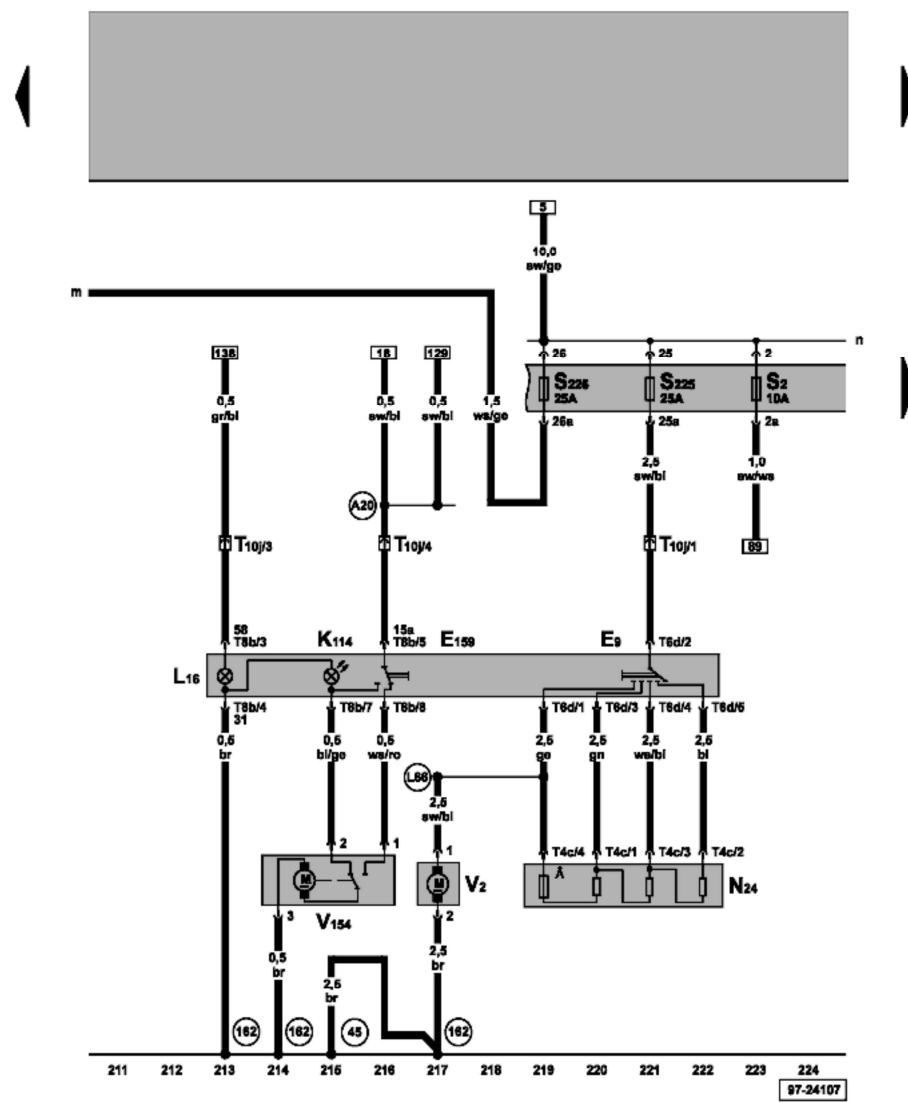 5
10,0
sw/ge
m
n
138
18
129
26
25
2
S226
25A
S225
25A
S2
10A
0,5
gr/bl
0,5
sw/bl
0,5
sw/bl
1,5
ws/ge
26a
25a
2a
2,5
sw/bl
1,0
sw/ws
A20
T10j/3
T10j/4
T10j/1
89
58
T8b/3
K114
15a
T8b/5
E159
E9
T6d/2
L16
T8b/4
31
T8b/7
T8b/8
T6d/1
T6d/3
T6d/4
T6d/5
0,5
br
0,5
bl/ge
0,5
ws/ro
2,5
ge
2,5
gn
2,5
ws/bl
2,5
bl
L66
2,5
sw/bl
2
1
1
T4c/4
T4c/1
T4c/3
T4c/2
M
M
V2
Â
N24
V154
3
2
0,5
br
2,5
br
2,5
br
162
162
45
162
211 212 213 214 215 216 217 218 219 220 221 222 223 224
97-24107